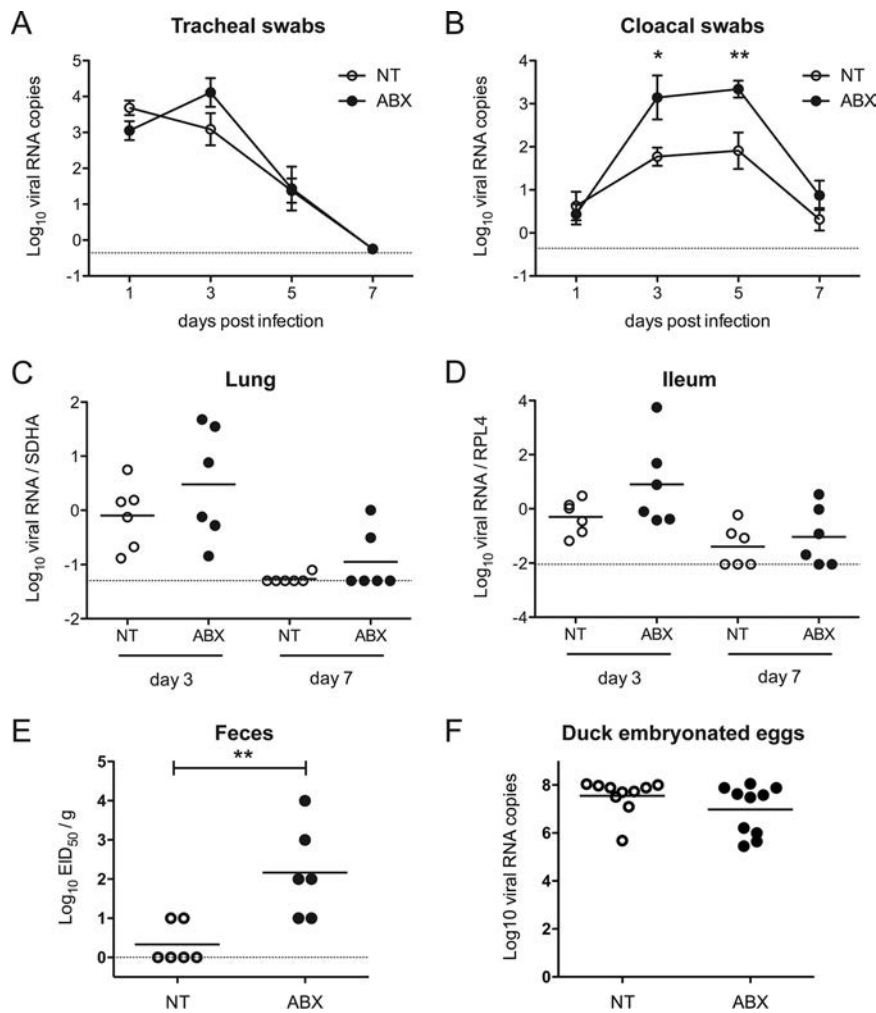 A
Tracheal swabs
Log10 viral RNA copies
5
4
3
2
1
0
-1
1 3 5 7
days post infection
NT
ABX
B
Cloacal swabs
Log10 viral RNA copies
4
3
2
1
0
-1
* **
1 3 5 7
days post infection
NT
ABX
C
Lung
Log10 viral RNA / SDHA
2
1
0
-1
-2
NT ABX NT ABX
day 3 day 7
D
Ileum
Log10 viral RNA / RPL4
4
2
0
-2
-4
NT ABX NT ABX
day 3 day 7
E
Feces
Log10 EID50 / g
5
4
3
2
1
0
**
NT ABX
F
Duck embryonated eggs
Log10 viral RNA copies
8
6
4
2
0
NT ABX